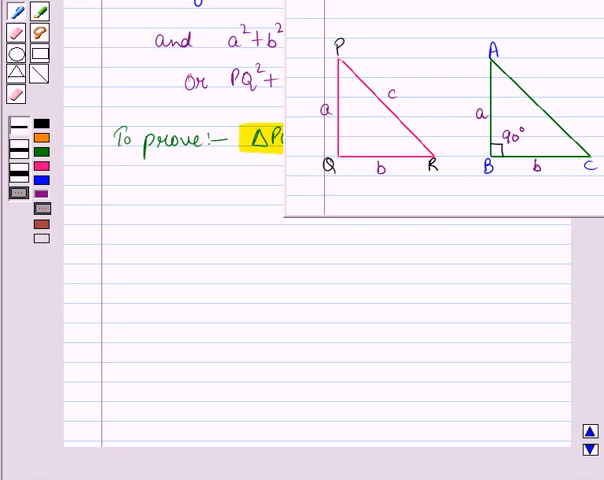 and a²+b²
Or PQ²+
To prove:- ΔP
P
a
c
Q
b
R
A
a
90°
B
b
C